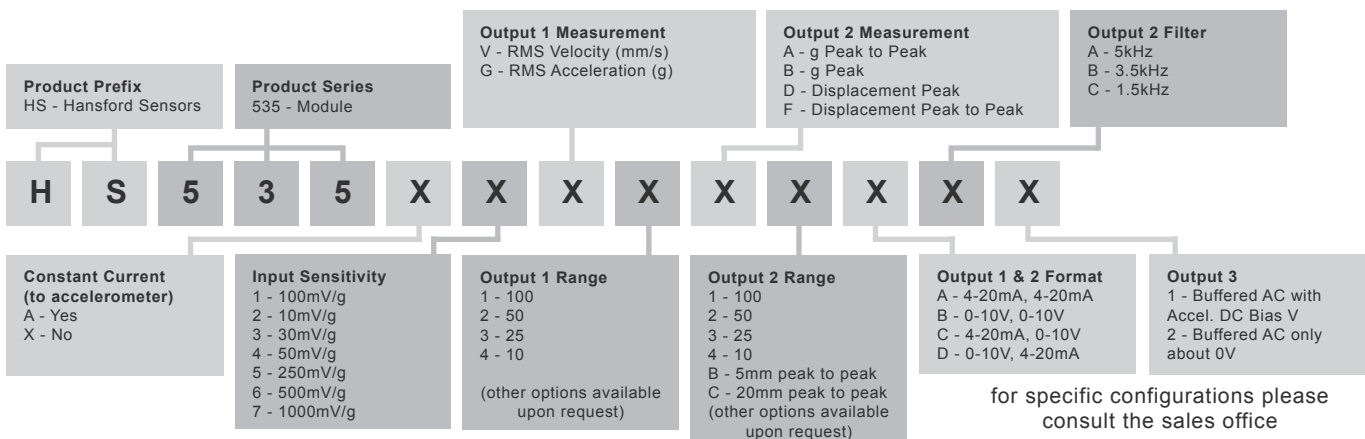 Output 1 Measurement
V - RMS Velocity (mm/s)
G - RMS Acceleration (g)
Output 2 Measurement
A - g Peak to Peak
B - g Peak
D - Displacement Peak
F - Displacement Peak to Peak
Output 2 Filter
A - 5kHz
B - 3.5kHz
C - 1.5kHz
Product Prefix
HS - Hansford Sensors
Product Series
535 - Module
H S 5 3 5 X X X X X X X X X
Constant Current
(to accelerometer)
A - Yes
X - No
Input Sensitivity
1 - 100mV/g
2 - 10mV/g
3 - 30mV/g
4 - 50mV/g
5 - 250mV/g
6 - 500mV/g
7 - 1000mV/g
Output 1 Range
1 - 100
2 - 50
3 - 25
4 - 10
(other options available
upon request)
Output 2 Range
1 - 100
2 - 50
3 - 25
4 - 10
B - 5mm peak to peak
C - 20mm peak to peak
(other options available
upon request)
Output 1 & 2 Format
A - 4-20mA, 4-20mA
B - 0-10V, 0-10V
C - 4-20mA, 0-10V
D - 0-10V, 4-20mA
Output 3
1 - Buffered AC with
Accel. DC Bias V
2 - Buffered AC only
about 0V
for specific configurations please
consult the sales office